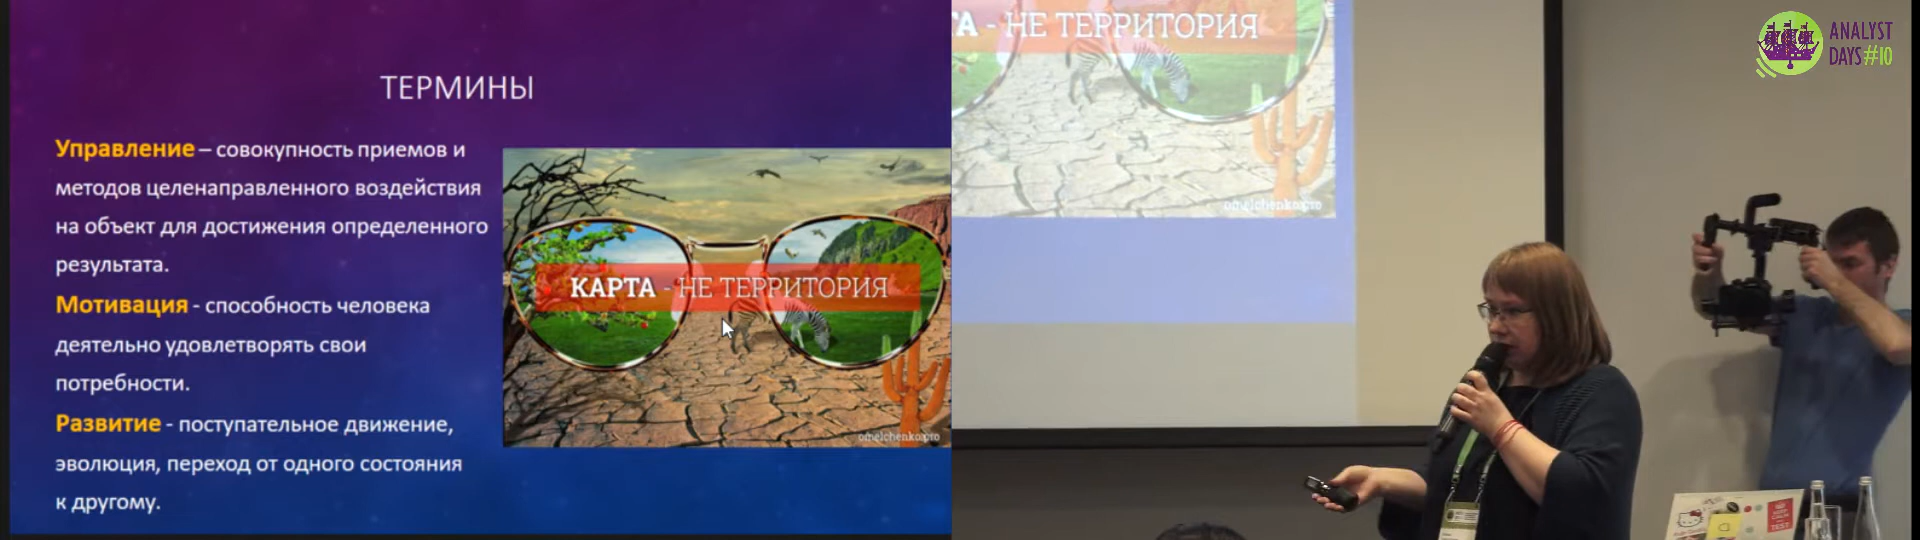 ТЕРМИНЫ
Управление – совокупность приемов и
методов целенаправленного воздействия
на объект для достижения определенного
результата.
Мотивация - способность человека
деятельно удовлетворять свои
потребности.
Развитие - поступательное движение,
эволюция, переход от одного состояния
к другому.
КАРТА - НЕ ТЕРРИТОРИЯ
omelchenko.pro
ТА - НЕ ТЕРРИТОРИЯ
omelchenko.pro
ANALYST
DAYS#10
TEST